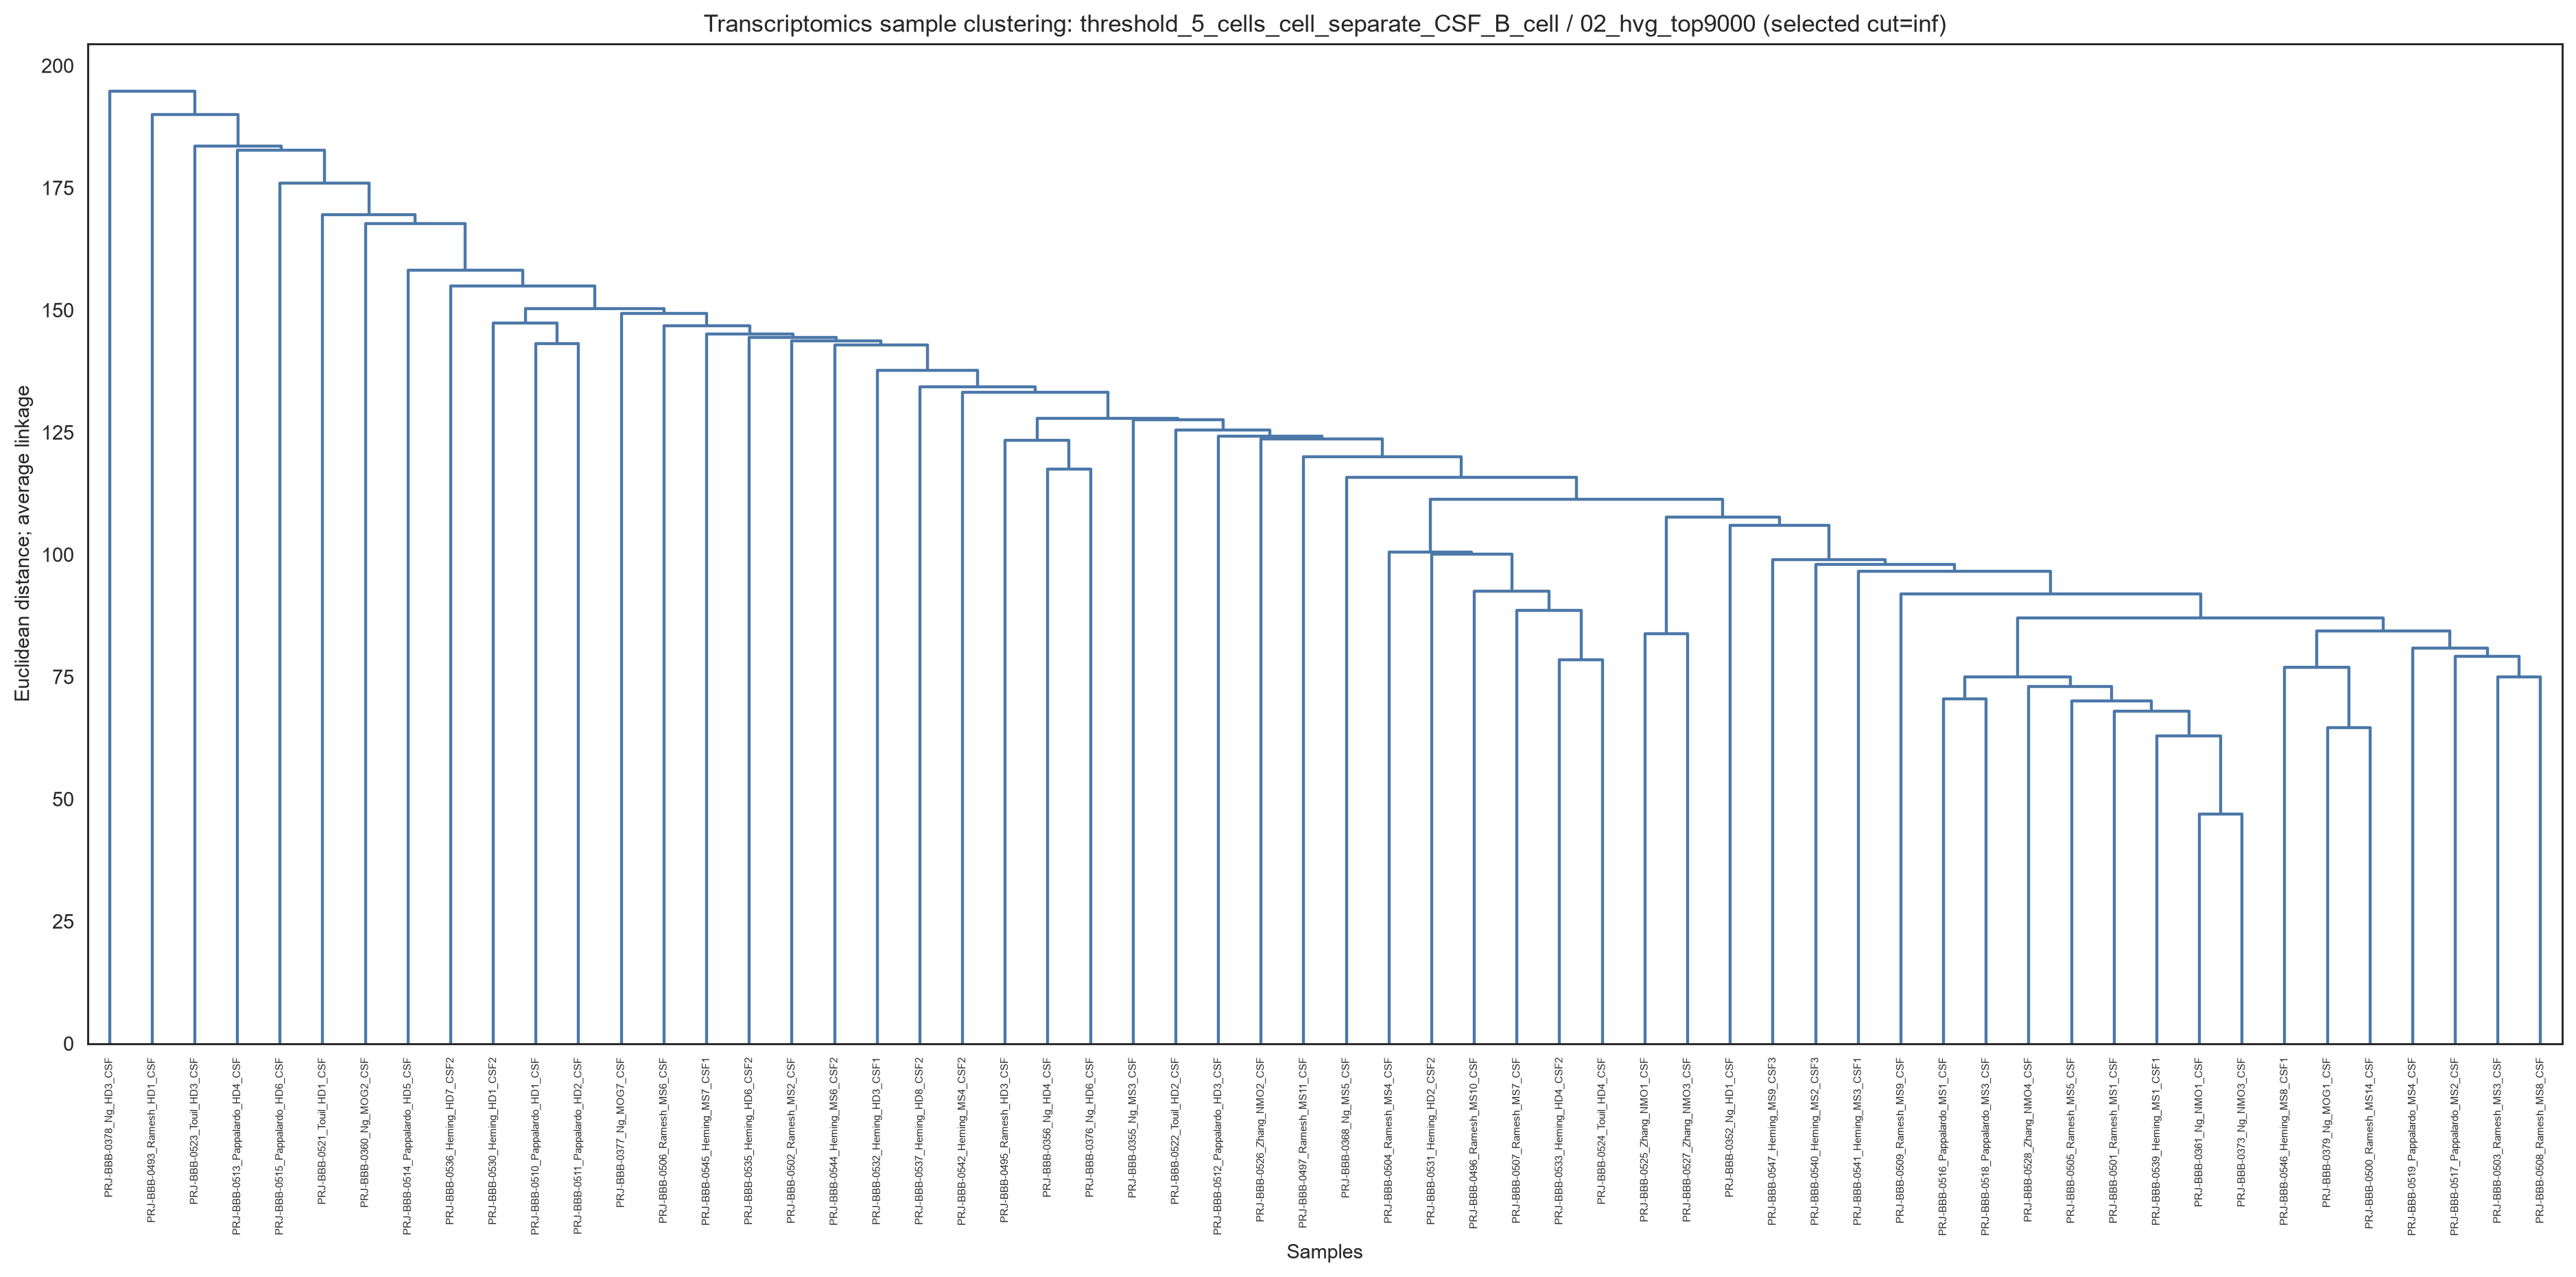 Transcriptomics sample clustering: threshold_5_cells_cell_separate_CSF_B_cell / 02_hvg_top9000 (selected cut=inf)
Euclidean distance; average linkage
200
175
150
125
100
75
50
25
0
PRJ-BBB-0378_Ng_HD3_CSF
PRJ-BBB-0493_Ramesh_HD1_CSF
PRJ-BBB-0523_Touil_HD3_CSF
PRJ-BBB-0513_Pappalardo_HD4_CSF
PRJ-BBB-0515_Pappalardo_HD6_CSF
PRJ-BBB-0521_Touil_HD1_CSF
PRJ-BBB-0360_Ng_MOG2_CSF
PRJ-BBB-0514_Pappalardo_HD5_CSF
PRJ-BBB-0536_Heming_HD7_CSF2
PRJ-BBB-0530_Heming_HD1_CSF2
PRJ-BBB-0510_Pappalardo_HD1_CSF
PRJ-BBB-0511_Pappalardo_HD2_CSF
PRJ-BBB-0377_Ng_MOG7_CSF
PRJ-BBB-0506_Ramesh_MS6_CSF
PRJ-BBB-0545_Heming_MS7_CSF1
PRJ-BBB-0535_Heming_HD6_CSF2
PRJ-BBB-0502_Ramesh_MS2_CSF
PRJ-BBB-0544_Heming_MS6_CSF2
PRJ-BBB-0532_Heming_HD3_CSF1
PRJ-BBB-0537_Heming_HD8_CSF2
PRJ-BBB-0542_Heming_MS4_CSF2
PRJ-BBB-0495_Ramesh_HD3_CSF
PRJ-BBB-0356_Ng_HD4_CSF
PRJ-BBB-0376_Ng_HD6_CSF
PRJ-BBB-0355_Ng_MS3_CSF
PRJ-BBB-0522_Touil_HD2_CSF
PRJ-BBB-0512_Pappalardo_HD3_CSF
PRJ-BBB-0526_Zhang_NMO2_CSF
PRJ-BBB-0497_Ramesh_MS11_CSF
PRJ-BBB-0368_Ng_MS5_CSF
PRJ-BBB-0504_Ramesh_MS4_CSF
PRJ-BBB-0531_Heming_HD2_CSF2
PRJ-BBB-0496_Ramesh_MS10_CSF
PRJ-BBB-0507_Ramesh_MS7_CSF
PRJ-BBB-0533_Heming_HD4_CSF2
PRJ-BBB-0524_Touil_HD4_CSF
PRJ-BBB-0525_Zhang_NMO1_CSF
PRJ-BBB-0527_Zhang_NMO3_CSF
PRJ-BBB-0352_Ng_HD1_CSF
PRJ-BBB-0547_Heming_MS9_CSF3
PRJ-BBB-0540_Heming_MS2_CSF3
PRJ-BBB-0541_Heming_MS3_CSF1
PRJ-BBB-0509_Ramesh_MS9_CSF
PRJ-BBB-0516_Pappalardo_MS1_CSF
PRJ-BBB-0518_Pappalardo_MS3_CSF
PRJ-BBB-0528_Zhang_NMO4_CSF
PRJ-BBB-0505_Ramesh_MS5_CSF
PRJ-BBB-0501_Ramesh_MS1_CSF
PRJ-BBB-0539_Heming_MS1_CSF1
PRJ-BBB-0361_Ng_NMO1_CSF
PRJ-BBB-0373_Ng_NMO3_CSF
PRJ-BBB-0546_Heming_MS8_CSF1
PRJ-BBB-0379_Ng_MOG1_CSF
PRJ-BBB-0500_Ramesh_MS14_CSF
PRJ-BBB-0519_Pappalardo_MS4_CSF
PRJ-BBB-0517_Pappalardo_MS2_CSF
PRJ-BBB-0503_Ramesh_MS3_CSF
PRJ-BBB-0508_Ramesh_MS8_CSF
Samples